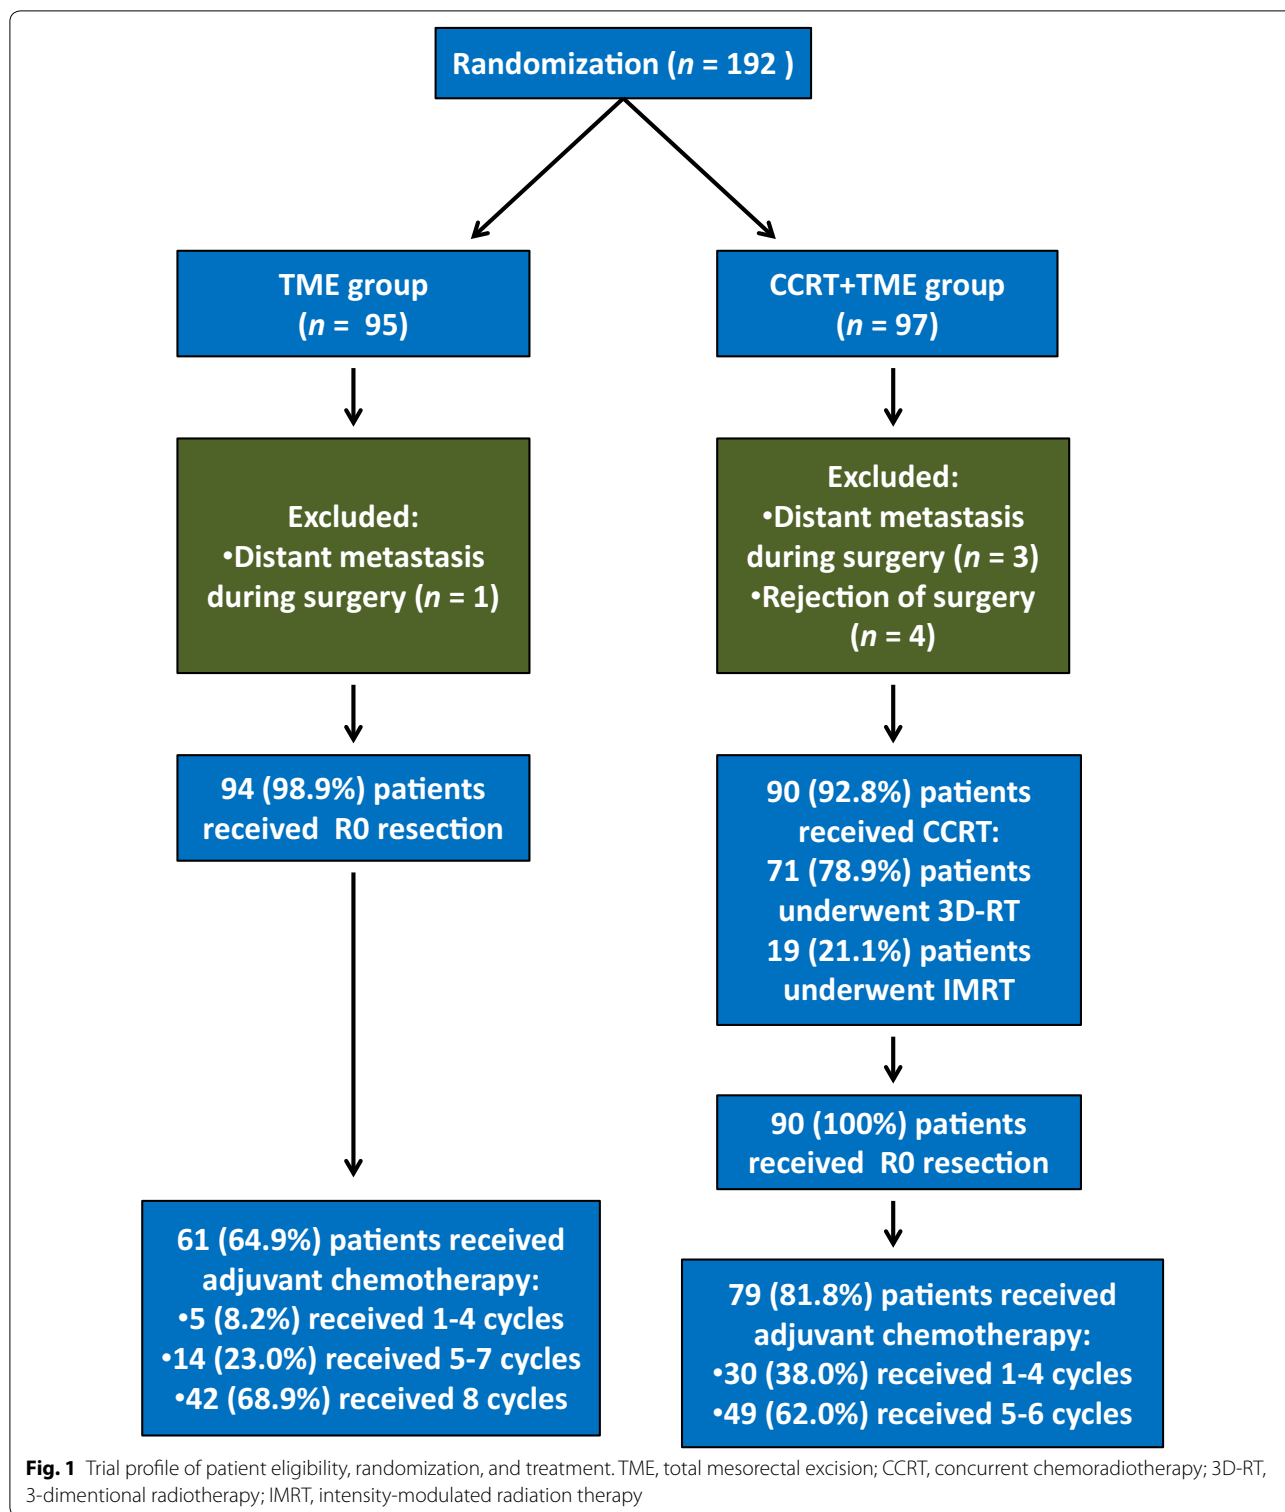 Randomization (n = 192 )
TME group
(n = 95)
CCRT+TME group
(n = 97)
Excluded:
•Distant metastasis
during surgery (n = 1)
Excluded:
•Distant metastasis
during surgery (n = 3)
•Rejection of surgery
(n = 4)
94 (98.9%) patients
received R0 resection
90 (92.8%) patients
received CCRT:
71 (78.9%) patients
underwent 3D-RT
19 (21.1%) patients
underwent IMRT
90 (100%) patients
received R0 resection
61 (64.9%) patients received
adjuvant chemotherapy:
•5 (8.2%) received 1-4 cycles
•14 (23.0%) received 5-7 cycles
•42 (68.9%) received 8 cycles
79 (81.8%) patients received
adjuvant chemotherapy:
•30 (38.0%) received 1-4 cycles
•49 (62.0%) received 5-6 cycles
Fig. 1 Trial profile of patient eligibility, randomization, and treatment. TME, total mesorectal excision; CCRT, concurrent chemoradiotherapy; 3D-RT,
3-dimentional radiotherapy; IMRT, intensity-modulated radiation therapy